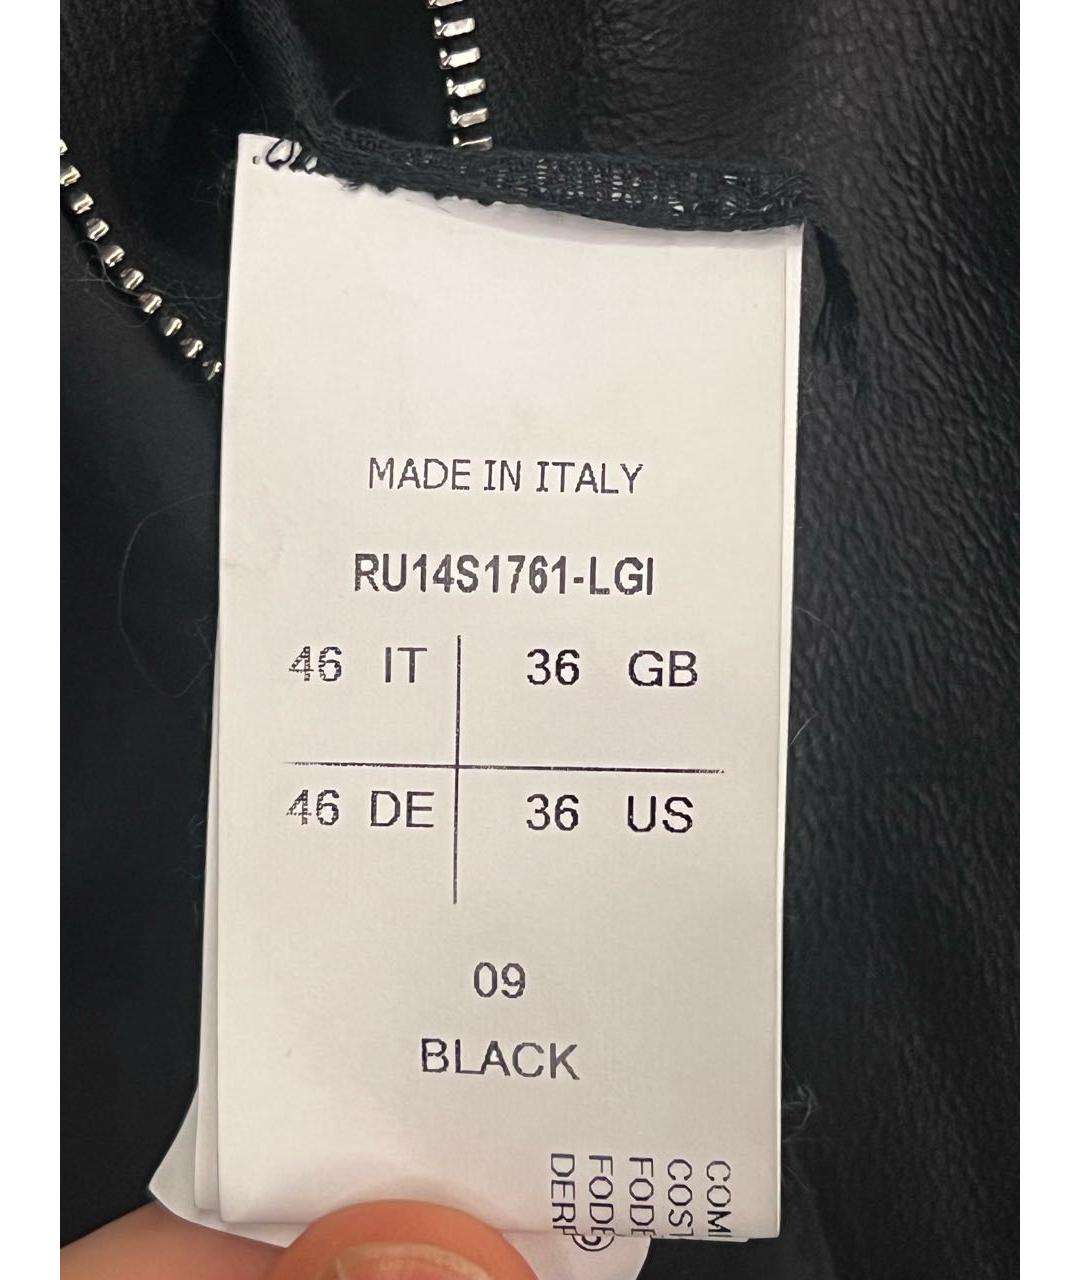 MADE IN ITALY
RU14S1761-LGI
46 IT 36 GB
46 DE 36 US
09
BLACK